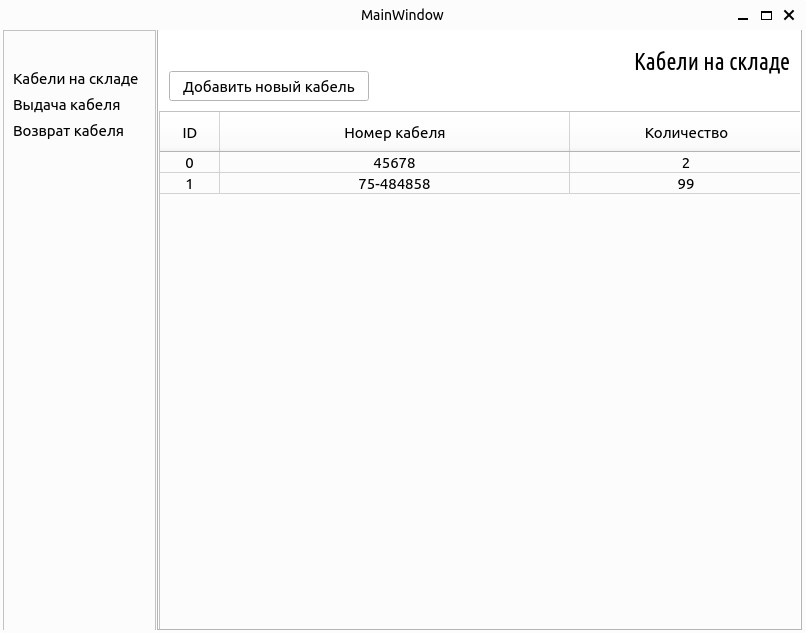 MainWindow
Кабели на складе
Выдача кабеля
Возврат кабеля
Кабели на складе
Добавить новый кабель
ID Номер кабеля Количество
0 45678 2
1 75-484858 99